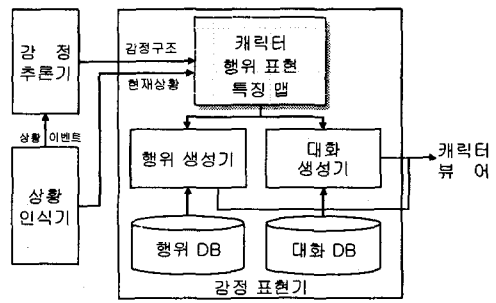 감 정
추론기
감정구조
현재상황
캐릭터
행위 표현
특징 맵
상황 이벤트
상황
인식기
행위 생성기
대화
생성기
캐릭터
뷰 어
행위 DB
대화 DB
감정 표현기